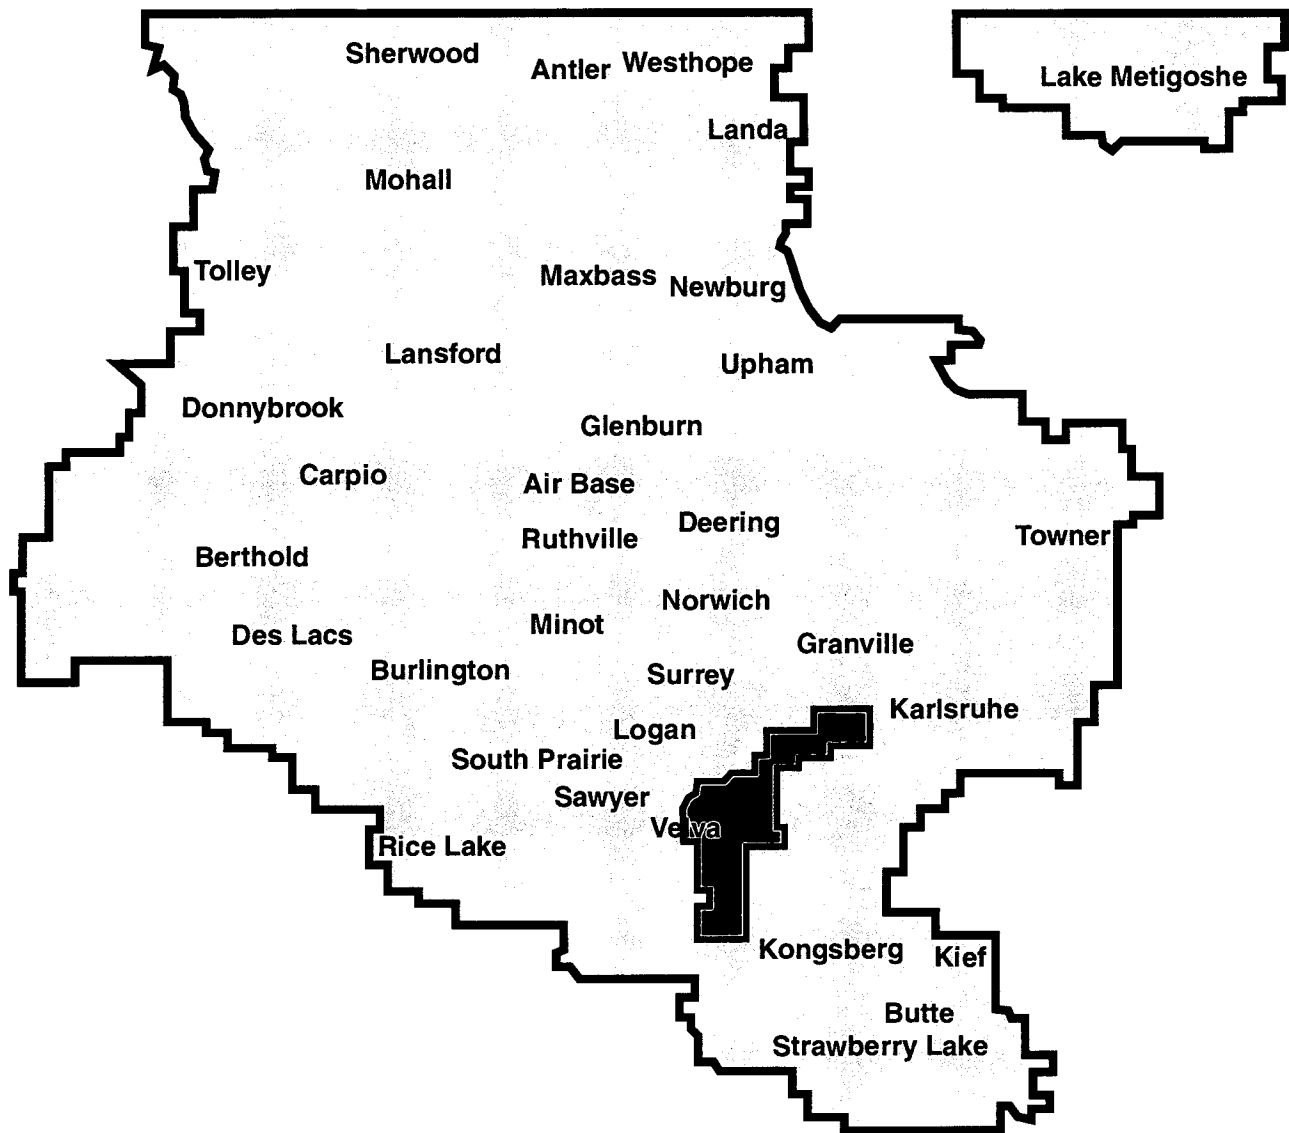 Sherwood
Antler
Westhope
Lake Metigoshe
Landa
Mohall
Tolley
Maxbass
Newburg
Lansford
Upham
Donnybrook
Glenburn
Carpio
Air Base
Deering
Ruthville
Towner
Berthold
Norwich
Minot
Des Lacs
Granville
Burlington
Surrey
Karlsruhe
Logan
South Prairie
Sawyer
Velva
Rice Lake
Kongsberg
Kief
Butte
Strawberry Lake